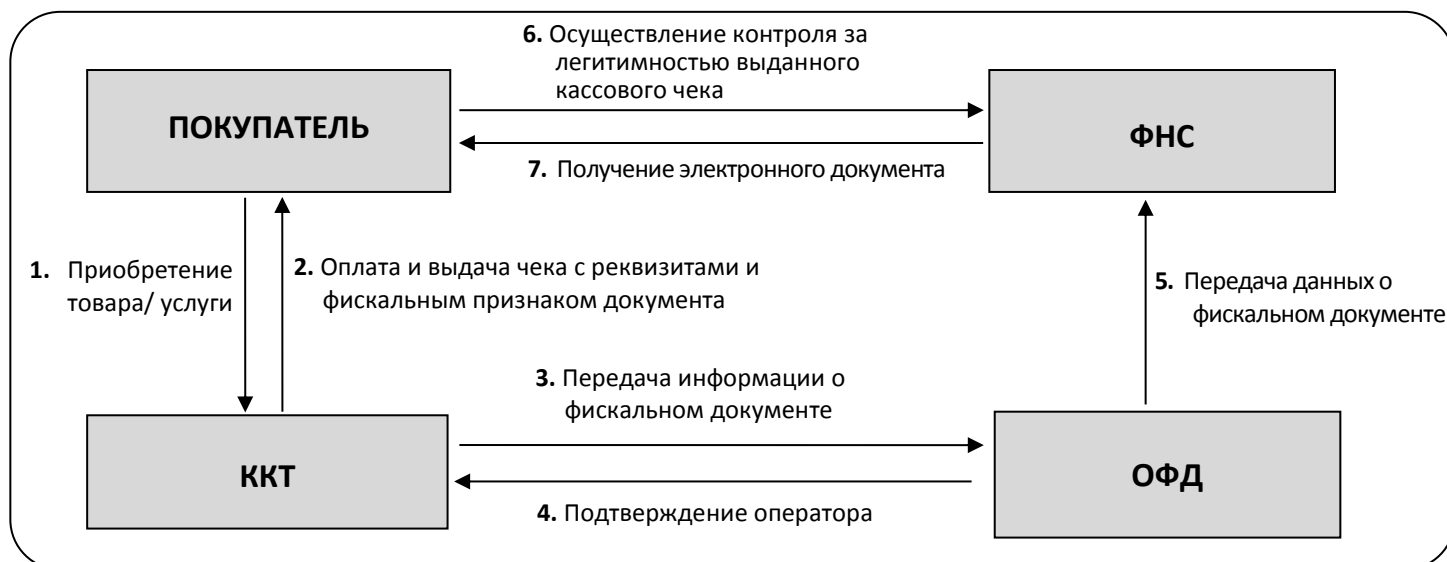 6. Осуществление контроля за
легитимностью выданного
кассового чека
ПОКУПАТЕЛЬ
ФНС
7. Получение электронного документа
1. Приобретение
товара/ услуги
2. Оплата и выдача чека с реквизитами и
фискальным признаком документа
5. Передача данных о
фискальном документе
3. Передача информации о
фискальном документе
ККТ
ОФД
4. Подтверждение оператора